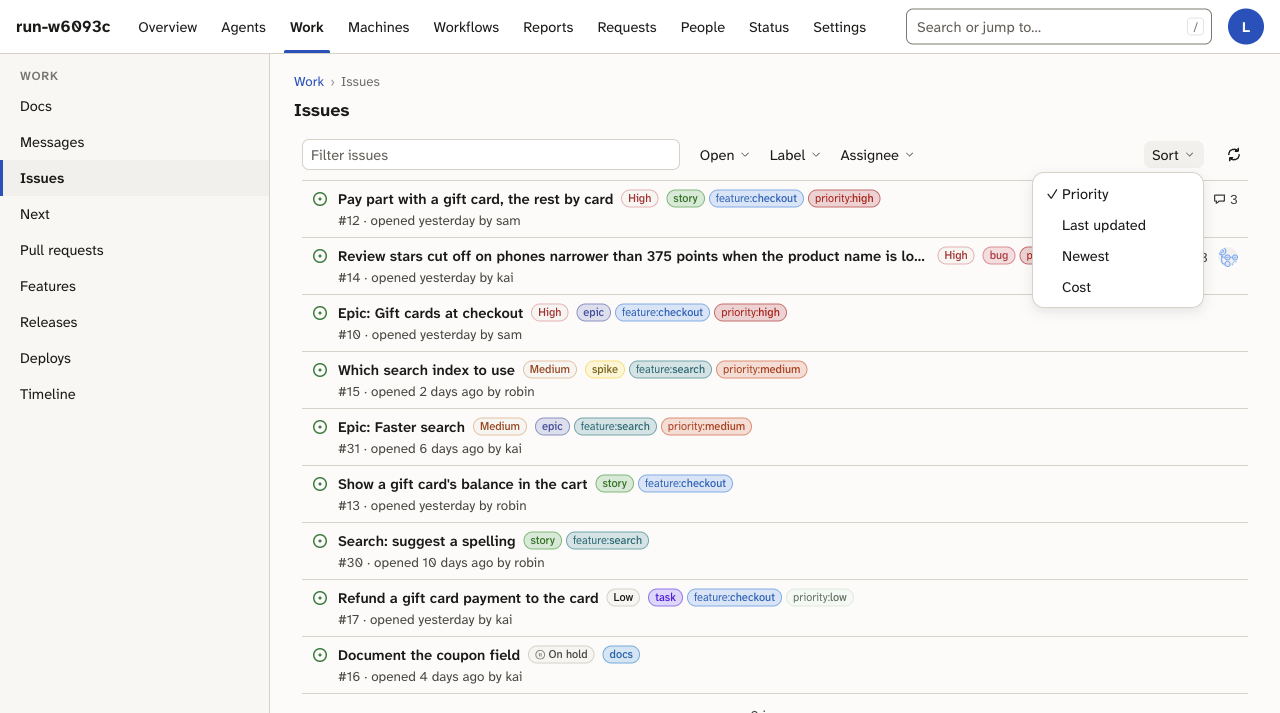 run-w6093c Overview Agents Work Machines Workflows Reports Requests People Status Settings Search or jump to... / L
WORK
Docs
Messages
Issues
Next
Pull requests
Features
Releases
Deploys
Timeline
Work › Issues
Issues
Filter issues Open Label Assignee Sort
Priority
Last updated
Newest
Cost
Pay part with a gift card, the rest by card High story feature:checkout priority:high 3
#12 · opened yesterday by sam
Review stars cut off on phones narrower than 375 points when the product name is lo... High bug
#14 · opened yesterday by kai
Epic: Gift cards at checkout High epic feature:checkout priority:high
#10 · opened yesterday by sam
Which search index to use Medium spike feature:search priority:medium
#15 · opened 2 days ago by robin
Epic: Faster search Medium epic feature:search priority:medium
#31 · opened 6 days ago by kai
Show a gift card's balance in the cart story feature:checkout
#13 · opened yesterday by robin
Search: suggest a spelling story feature:search
#30 · opened 10 days ago by robin
Refund a gift card payment to the card Low task feature:checkout priority:low
#17 · opened yesterday by kai
Document the coupon field On hold docs
#16 · opened 4 days ago by kai